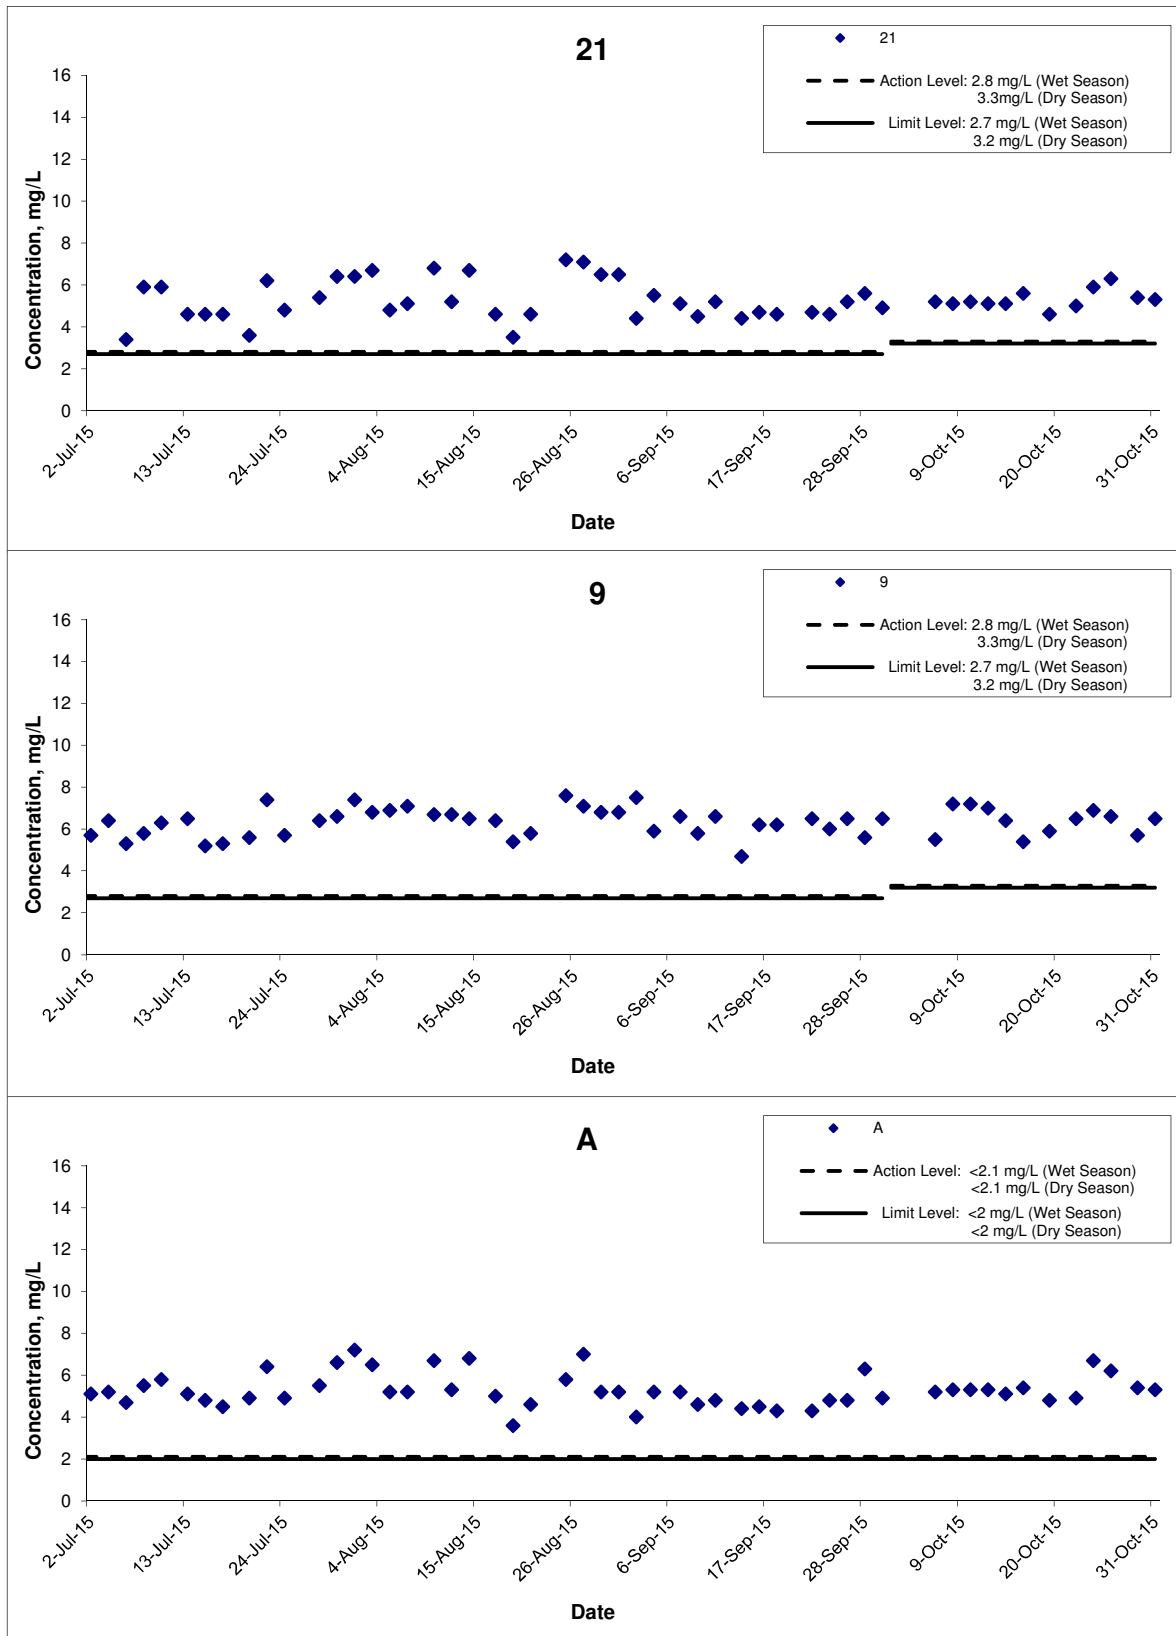 21
21
Action Level: 2.8 mg/L (Wet Season)
3.3mg/L (Dry Season)
Limit Level: 2.7 mg/L (Wet Season)
3.2 mg/L (Dry Season)
Concentration, mg/L
16
14
12
10
8
6
4
2
0
2-Jul-15
13-Jul-15
24-Jul-15
4-Aug-15
15-Aug-15
26-Aug-15
6-Sep-15
17-Sep-15
28-Sep-15
9-Oct-15
20-Oct-15
31-Oct-15
Date
9
9
Action Level: 2.8 mg/L (Wet Season)
3.3mg/L (Dry Season)
Limit Level: 2.7 mg/L (Wet Season)
3.2 mg/L (Dry Season)
Concentration, mg/L
16
14
12
10
8
6
4
2
0
2-Jul-15
13-Jul-15
24-Jul-15
4-Aug-15
15-Aug-15
26-Aug-15
6-Sep-15
17-Sep-15
28-Sep-15
9-Oct-15
20-Oct-15
31-Oct-15
Date
A
A
Action Level: <2.1 mg/L (Wet Season)
<2.1 mg/L (Dry Season)
Limit Level: <2 mg/L (Wet Season)
<2 mg/L (Dry Season)
Concentration, mg/L
16
14
12
10
8
6
4
2
0
2-Jul-15
13-Jul-15
24-Jul-15
4-Aug-15
15-Aug-15
26-Aug-15
6-Sep-15
17-Sep-15
28-Sep-15
9-Oct-15
20-Oct-15
31-Oct-15
Date